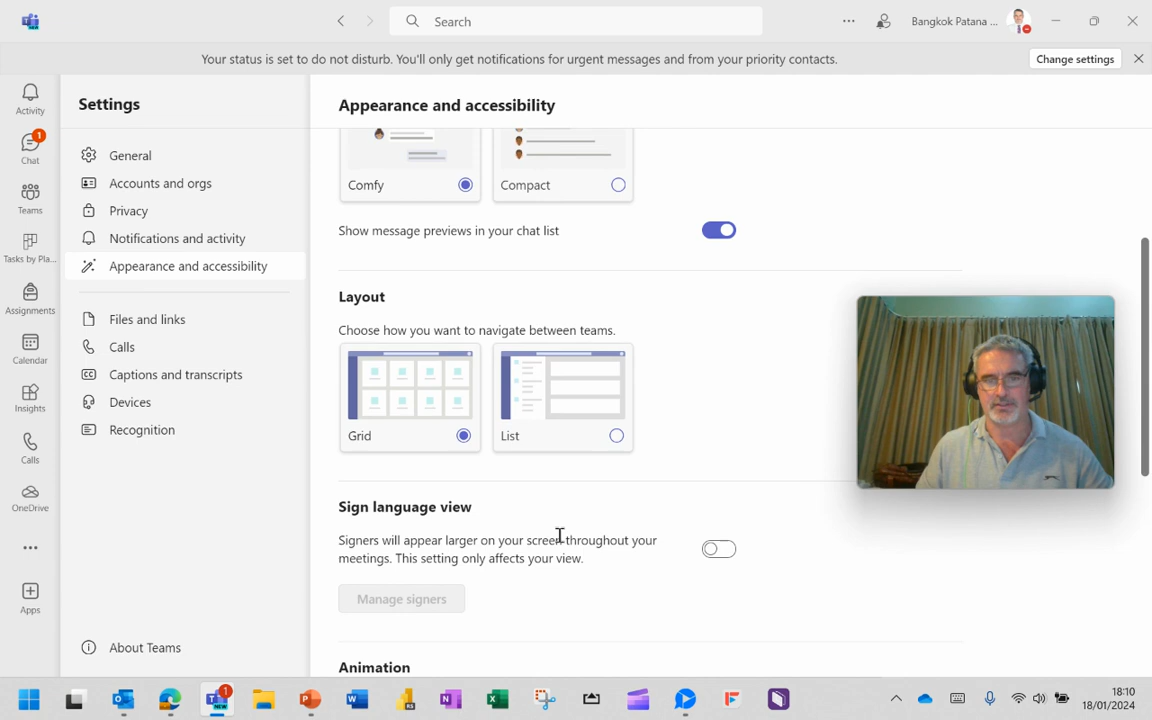 NEW
Search
Bangkok Patana ...
Your status is set to do not disturb. You'll only get notifications for urgent messages and from your priority contacts.
Change settings
Activity
1
Chat
Teams
Tasks by Pla...
Assignments
Calendar
Insights
Calls
OneDrive
Apps
Settings
General
Accounts and orgs
Privacy
Notifications and activity
Appearance and accessibility
Files and links
Calls
Captions and transcripts
Devices
Recognition
About Teams
Appearance and accessibility
Comfy
Compact
Show message previews in your chat list
Layout
Choose how you want to navigate between teams.
Grid
List
Sign language view
Signers will appear larger on your screen throughout your
meetings. This setting only affects your view.
Manage signers
Animation
1
18:10
18/01/2024